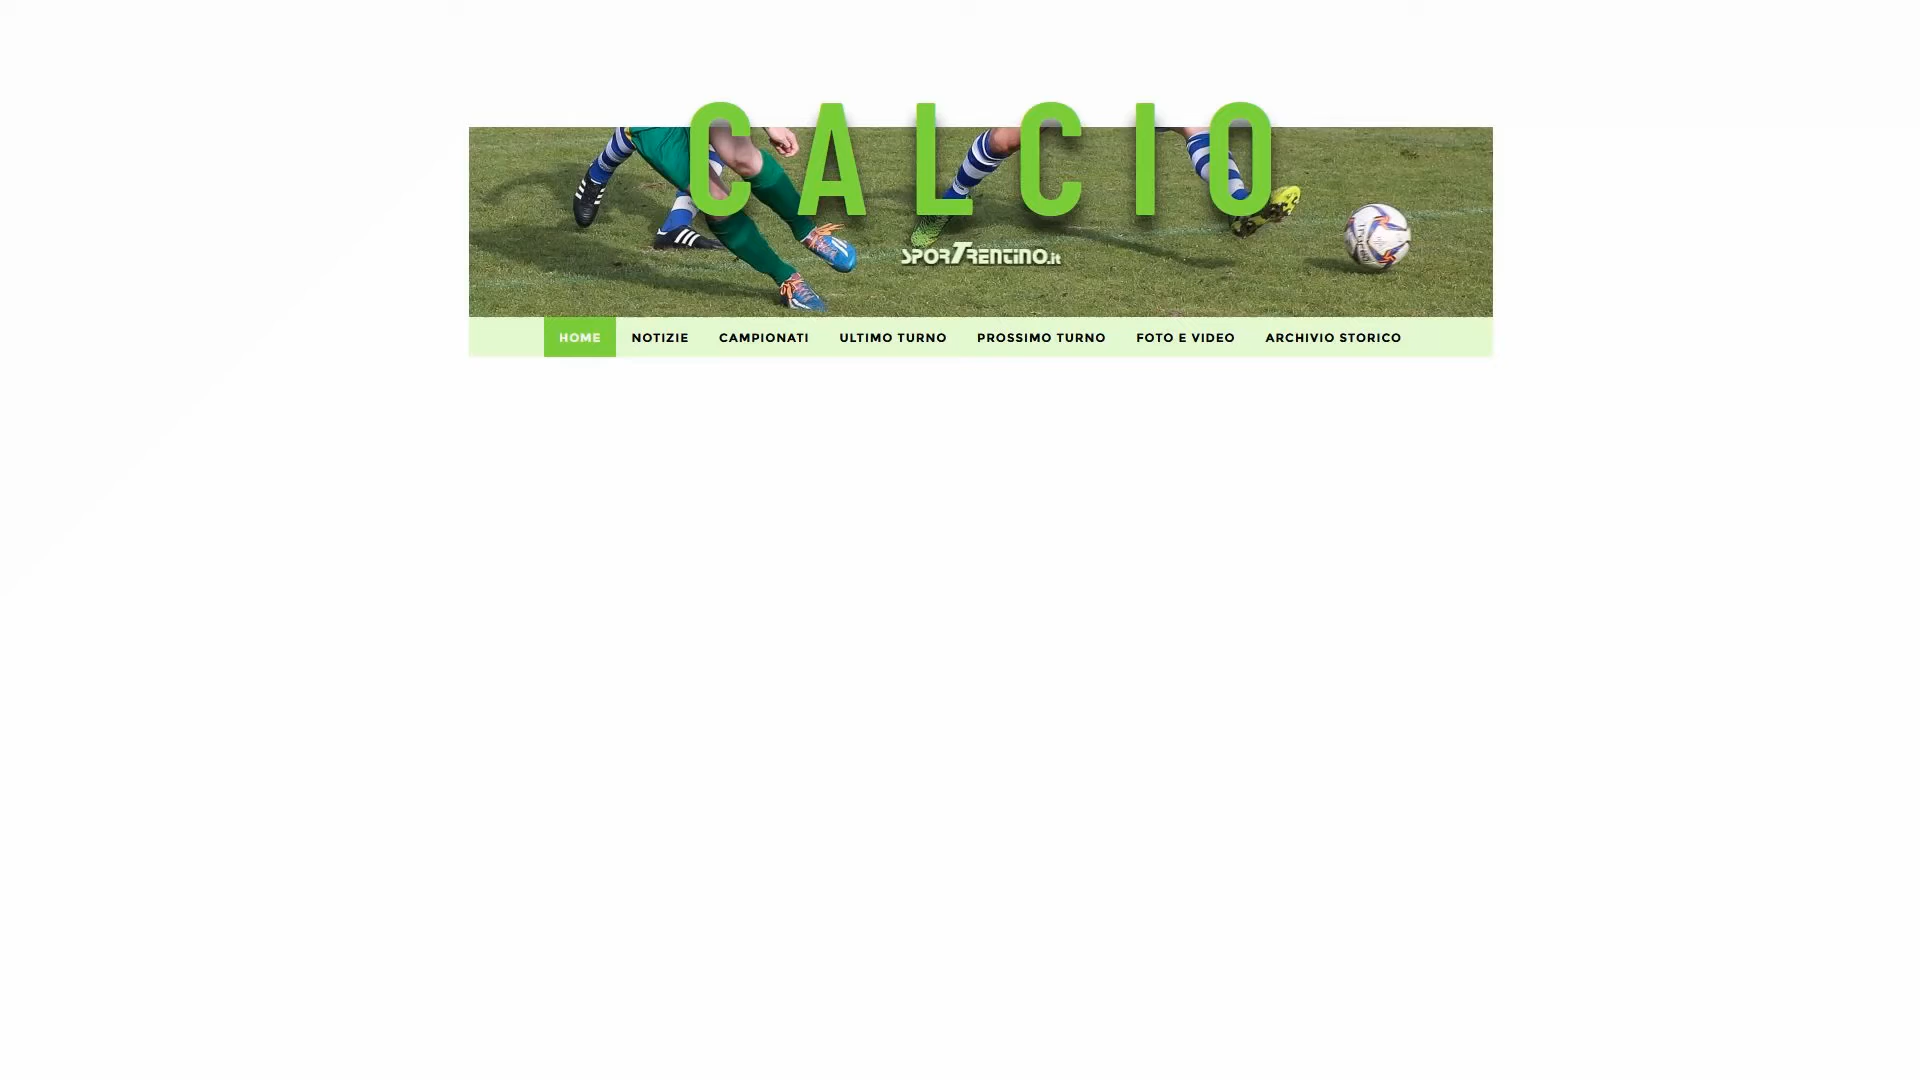 CALCIO
SPORTRENTINO.it
HOME NOTIZIE CAMPIONATI ULTIMO TURNO PROSSIMO TURNO FOTO E VIDEO ARCHIVIO STORICO